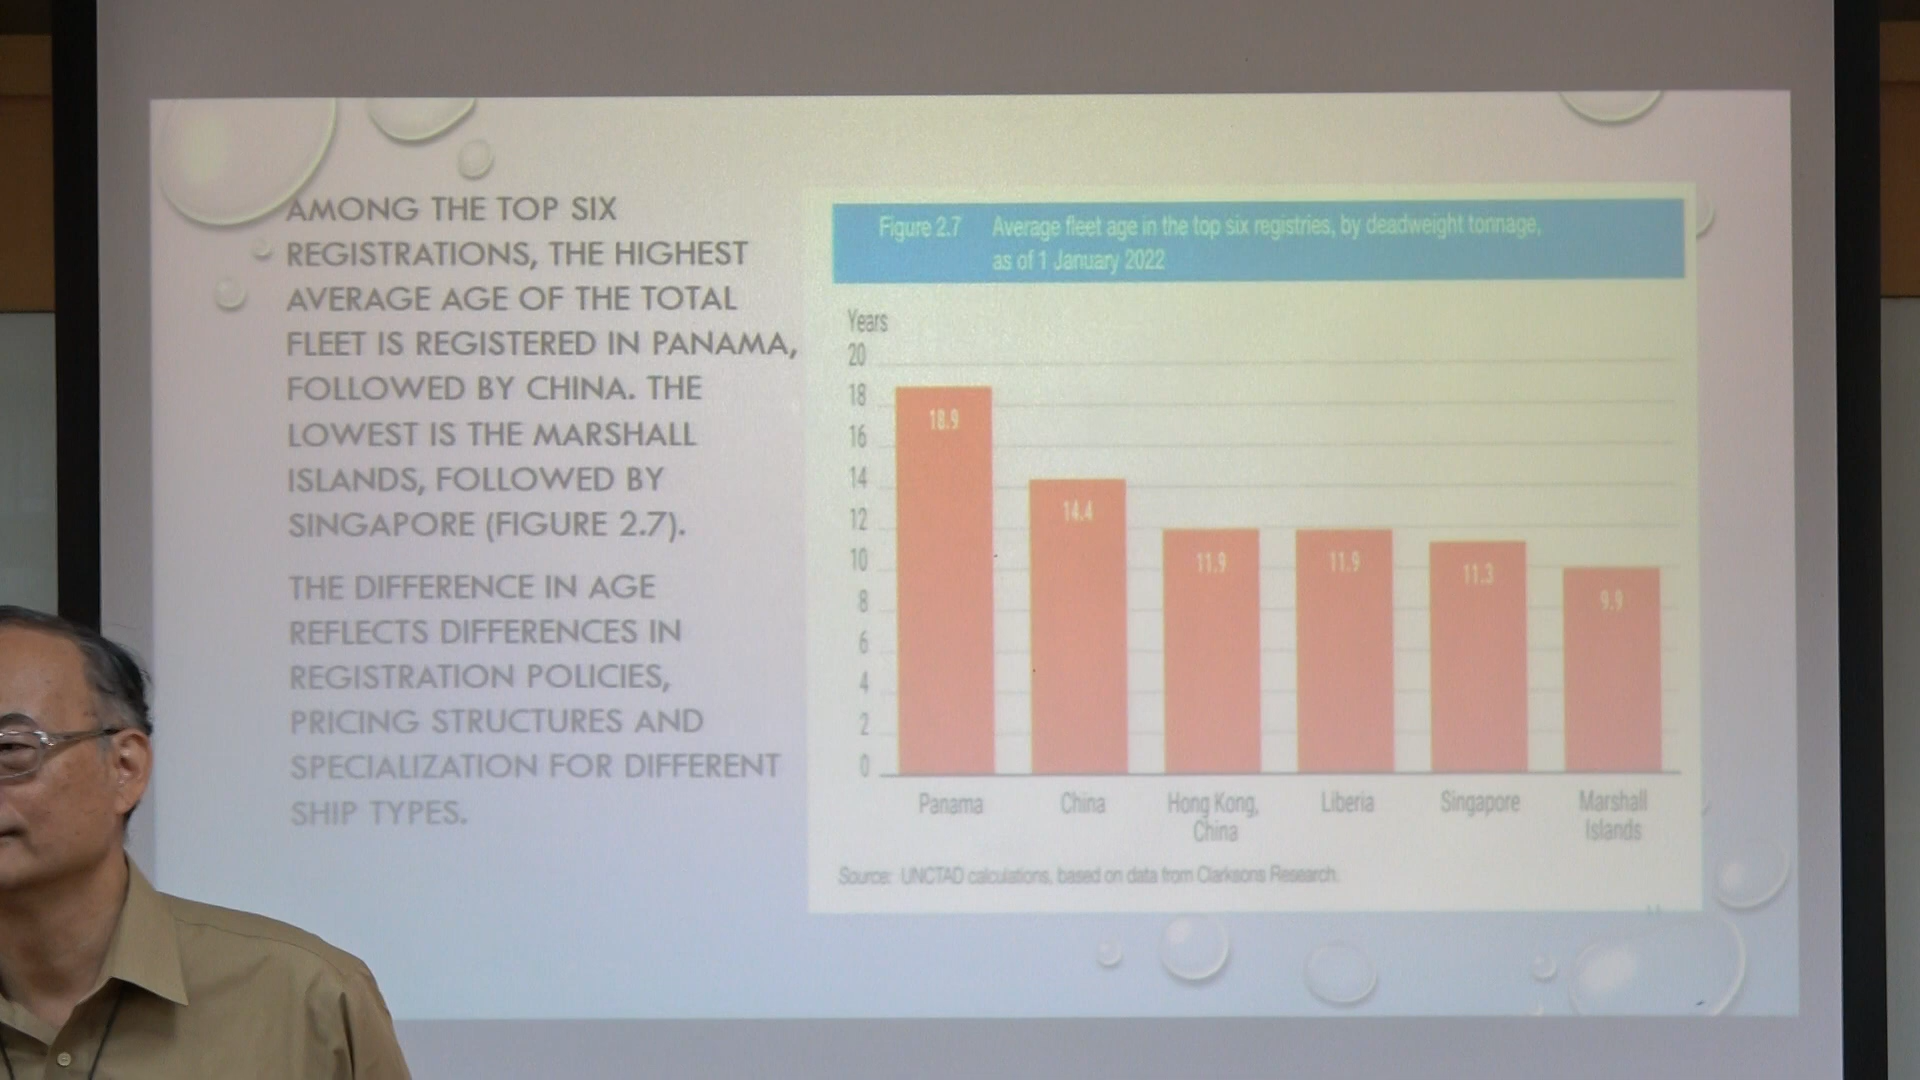 AMONG THE TOP SIX
REGISTRATIONS, THE HIGHEST
AVERAGE AGE OF THE TOTAL
FLEET IS REGISTERED IN PANAMA,
FOLLOWED BY CHINA. THE
LOWEST IS THE MARSHALL
ISLANDS, FOLLOWED BY
SINGAPORE (FIGURE 2.7).
THE DIFFERENCE IN AGE
REFLECTS DIFFERENCES IN
REGISTRATION POLICIES,
PRICING STRUCTURES AND
SPECIALIZATION FOR DIFFERENT
SHIP TYPES.
Figure 2.7 Average fleet age in the top six registries, by deadweight tonnage,
as of 1 January 2022
Years
20
18
16
14
12
10
8
6
4
2
0
18.9
14.4
11.9
11.9
11.3
9.9
Panama
China
Hong Kong,
China
Liberia
Singapore
Marshall
Islands
Source: UNCTAD calculations, based on data from Clarksons Research.